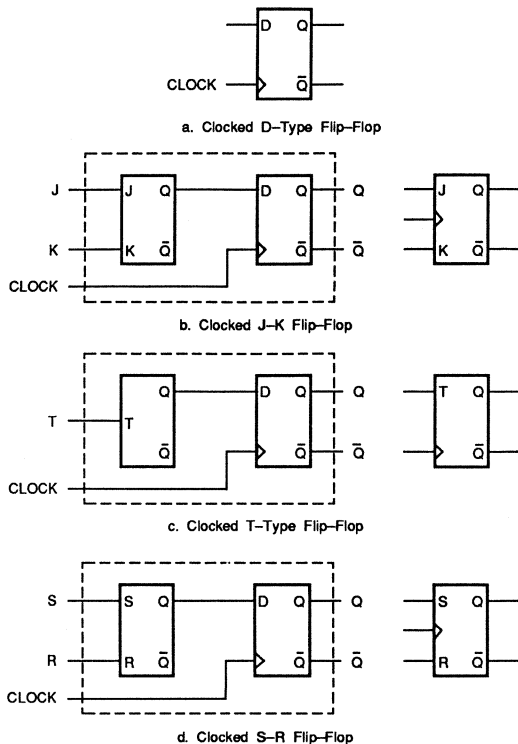 D Q
CLOCK Q̅
a. Clocked D–Type Flip–Flop
J J Q D Q Q J Q
K K Q̅ Q̅ Q̅ K Q̅
CLOCK
b. Clocked J–K Flip–Flop
Q D Q Q T Q
T T
Q̅ Q̅ Q̅ Q̅
CLOCK
c. Clocked T–Type Flip–Flop
S S Q D Q Q S Q
R R Q̅ Q̅ Q̅ R Q̅
CLOCK
d. Clocked S–R Flip–Flop